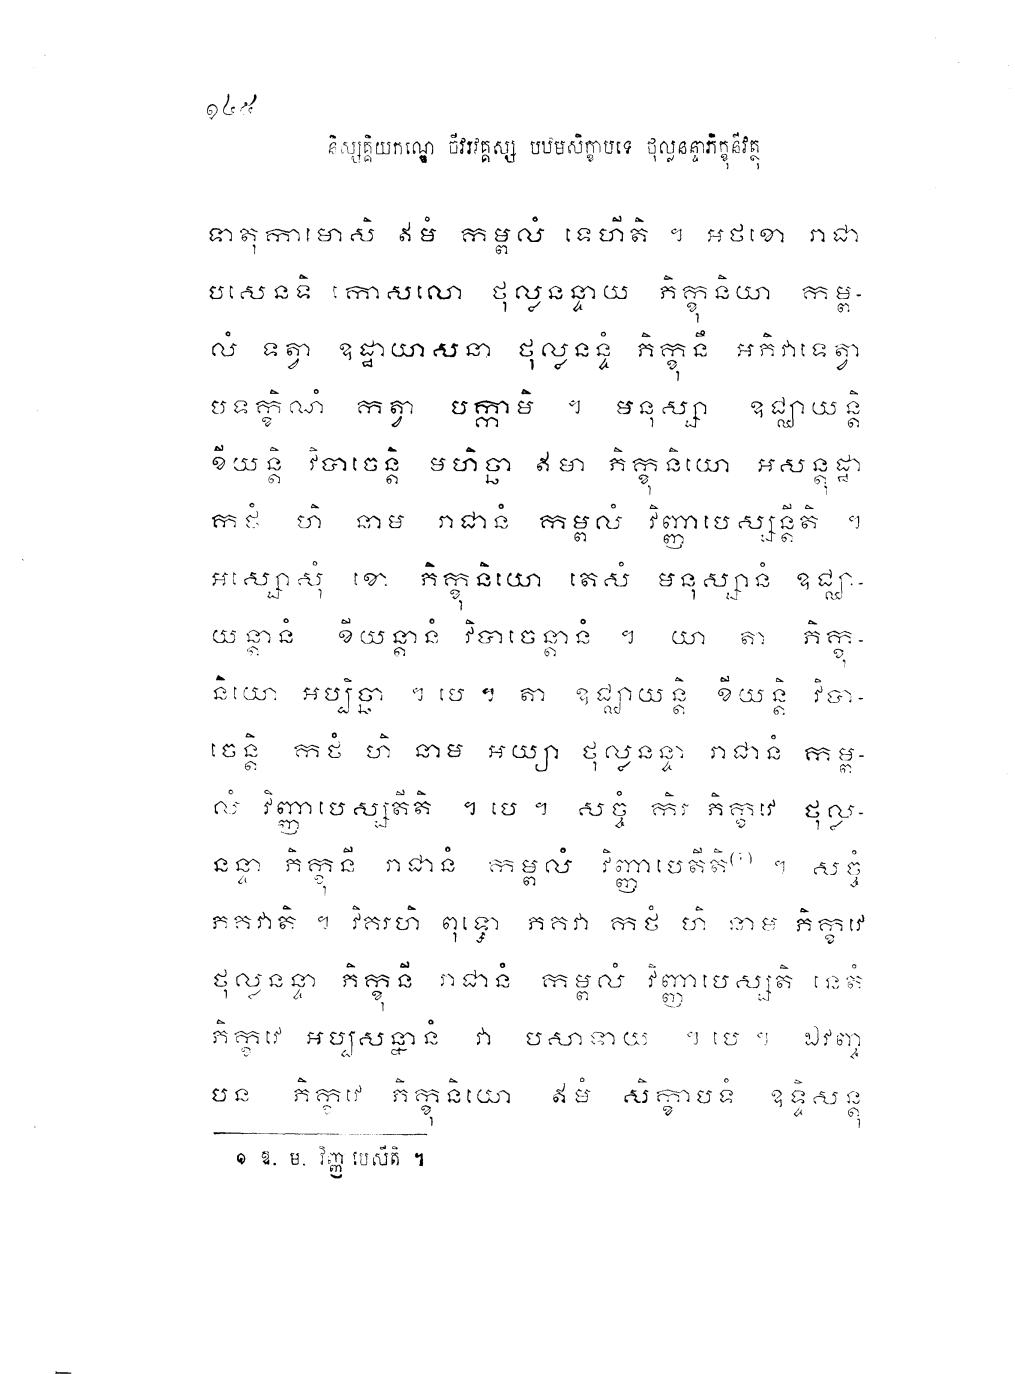 ១៤៩
និស្សគ្គិយកណ្ឌេ ចីវរវគ្គស្ស បឋមសិក្ខាបទេ ថុល្លនន្ទាភិក្ខុនីវត្ថុ
ទាតុកាមោសិ ឥមំ កម្ពលំ ទេហីតិ ។ អថខោ រាជា
បសេនទិ កោសលោ ថុល្លនន្ទាយ ភិក្ខុនិយា កម្ព-
លំ ទត្វា ឧដ្ឋាយាសនា ថុល្លនន្ទំ ភិក្ខុនឹ អភិវាទេត្វា
បទក្ខិណំ កត្វា បក្កាមិ ។ មនុស្សា ឧជ្ឈាយន្តិ
ខីយន្តិ វិបាចេន្តិ មហិច្ឆា ឥមា ភិក្ខុនិយោ អសន្តុដ្ឋា
កថំ ហិ នាម រាជានំ កម្ពលំ វិញ្ញាបេស្សន្តីតិ ។
អស្សោសុំ ខោ ភិក្ខុនិយោ តេសំ មនុស្សានំ ឧជ្ឈា-
យន្តានំ ខីយន្តានំ វិបាចេន្តានំ ។ យា តា ភិក្ខុ-
និយោ អប្បិច្ឆា ។ បេ ។ តា ឧជ្ឈាយន្តិ ខីយន្តិ វិបា-
ចេន្តិ កថំ ហិ នាម អយ្យា ថុល្លនន្ទា រាជានំ កម្ព-
លំ វិញ្ញាបេស្សតីតិ ។ បេ ។ សច្ចំ កិរ ភិក្ខវេ ថុល្ល-
នន្ទា ភិក្ខុនី រាជានំ កម្ពលំ វិញ្ញាបេតីតិ(១) ។ សច្ចំ
ភគវាតិ ។ វិគរហិ ពុទ្ធោ ភគវា កថំ ហិ នាម ភិក្ខវេ
ថុល្លនន្ទា ភិក្ខុនី រាជានំ កម្ពលំ វិញ្ញាបេស្សតិ នេតំ
ភិក្ខវេ អប្បសន្នានំ វា បសាទាយ ។ បេ ។ ឯវញ្ច
បន ភិក្ខវេ ភិក្ខុនិយោ ឥមំ សិក្ខាបទំ ឧទ្ទិសន្តុ
១ ឱ. ម. វិញ្ញាបេសីតិ ។